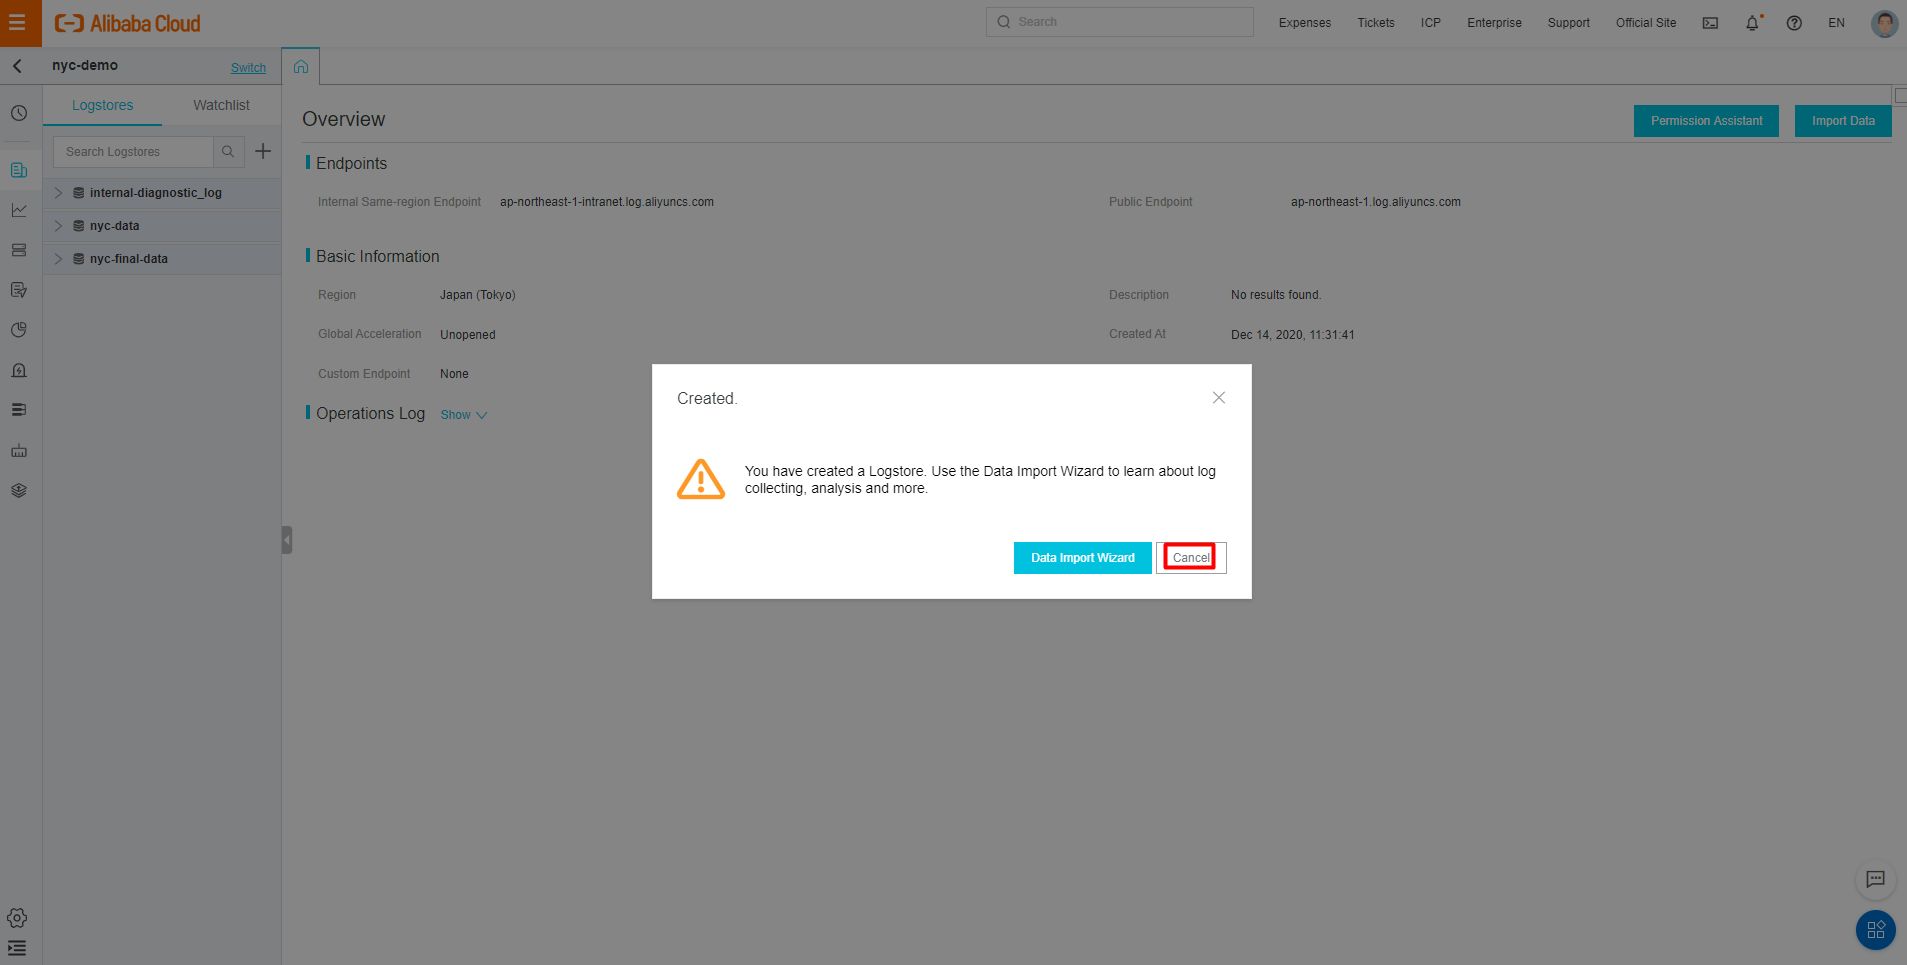 Alibaba Cloud
Search
Expenses
Tickets
ICP
Enterprise
Support
Official Site
EN
nyc-demo
Switch
Logstores
Watchlist
Search Logstores
internal-diagnostic_log
nyc-data
nyc-final-data
Overview
Permission Assistant
Import Data
Endpoints
Internal Same-region Endpoint
ap-northeast-1-intranet.log.aliyuncs.com
Public Endpoint
ap-northeast-1.log.aliyuncs.com
Basic Information
Region
Japan (Tokyo)
Description
No results found.
Global Acceleration
Unopened
Created At
Dec 14, 2020, 11:31:41
Custom Endpoint
None
Operations Log
Show
Created.
You have created a Logstore. Use the Data Import Wizard to learn about log
collecting, analysis and more.
Data Import Wizard
Cancel